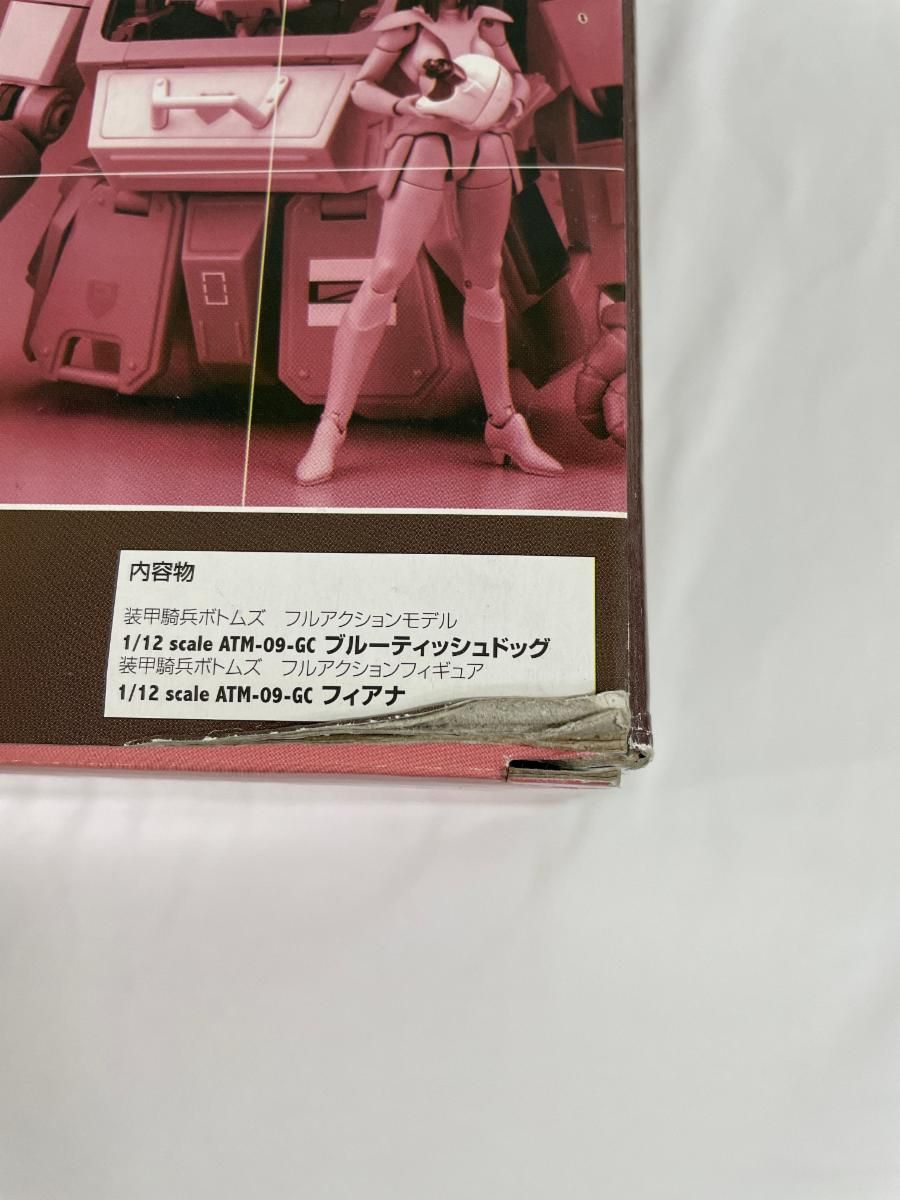 内容物
装甲騎兵ボトムズ　フルアクションモデル
1/12 scale ATM-09-GC ブルーティッシュドッグ
装甲騎兵ボトムズ　フルアクションフィギュア
1/12 scale ATM-09-GC フィアナ